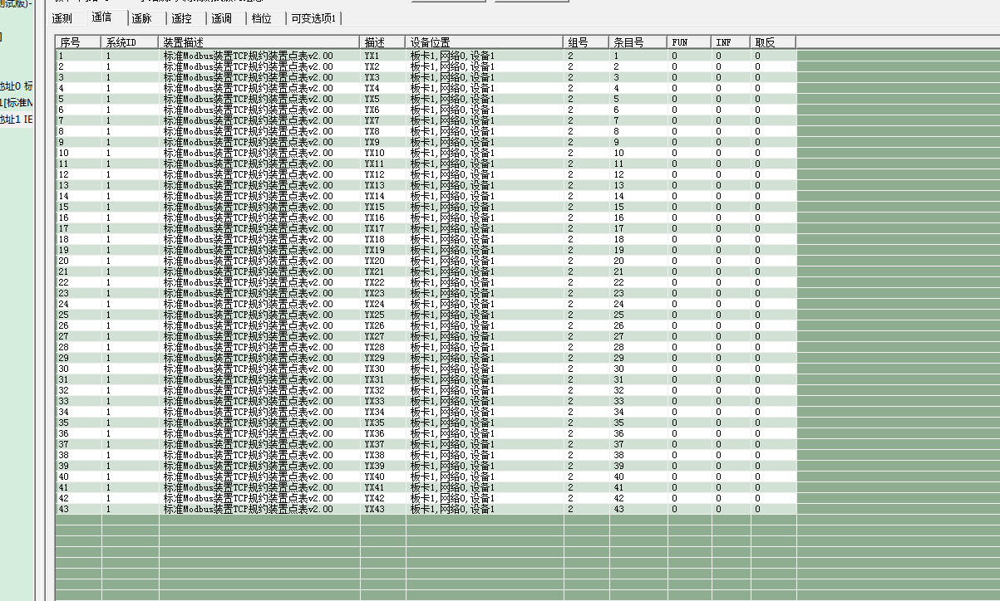 测试版)-
遥测 遥信 遥脉 遥控 遥调 档位 可变选项1
]
地址0 标
1[标准M
地址1 IE
序号 系统ID 装置描述 描述 设备位置 组号 条目号 FUN INF 取反
1 1 标准Modbus装置TCP规约装置点表v2.00 YX1 板卡1,网络0,设备1 2 1 0 0 0
2 1 标准Modbus装置TCP规约装置点表v2.00 YX2 板卡1,网络0,设备1 2 2 0 0 0
3 1 标准Modbus装置TCP规约装置点表v2.00 YX3 板卡1,网络0,设备1 2 3 0 0 0
4 1 标准Modbus装置TCP规约装置点表v2.00 YX4 板卡1,网络0,设备1 2 4 0 0 0
5 1 标准Modbus装置TCP规约装置点表v2.00 YX5 板卡1,网络0,设备1 2 5 0 0 0
6 1 标准Modbus装置TCP规约装置点表v2.00 YX6 板卡1,网络0,设备1 2 6 0 0 0
7 1 标准Modbus装置TCP规约装置点表v2.00 YX7 板卡1,网络0,设备1 2 7 0 0 0
8 1 标准Modbus装置TCP规约装置点表v2.00 YX8 板卡1,网络0,设备1 2 8 0 0 0
9 1 标准Modbus装置TCP规约装置点表v2.00 YX9 板卡1,网络0,设备1 2 9 0 0 0
10 1 标准Modbus装置TCP规约装置点表v2.00 YX10 板卡1,网络0,设备1 2 10 0 0 0
11 1 标准Modbus装置TCP规约装置点表v2.00 YX11 板卡1,网络0,设备1 2 11 0 0 0
12 1 标准Modbus装置TCP规约装置点表v2.00 YX12 板卡1,网络0,设备1 2 12 0 0 0
13 1 标准Modbus装置TCP规约装置点表v2.00 YX13 板卡1,网络0,设备1 2 13 0 0 0
14 1 标准Modbus装置TCP规约装置点表v2.00 YX14 板卡1,网络0,设备1 2 14 0 0 0
15 1 标准Modbus装置TCP规约装置点表v2.00 YX15 板卡1,网络0,设备1 2 15 0 0 0
16 1 标准Modbus装置TCP规约装置点表v2.00 YX16 板卡1,网络0,设备1 2 16 0 0 0
17 1 标准Modbus装置TCP规约装置点表v2.00 YX17 板卡1,网络0,设备1 2 17 0 0 0
18 1 标准Modbus装置TCP规约装置点表v2.00 YX18 板卡1,网络0,设备1 2 18 0 0 0
19 1 标准Modbus装置TCP规约装置点表v2.00 YX19 板卡1,网络0,设备1 2 19 0 0 0
20 1 标准Modbus装置TCP规约装置点表v2.00 YX20 板卡1,网络0,设备1 2 20 0 0 0
21 1 标准Modbus装置TCP规约装置点表v2.00 YX21 板卡1,网络0,设备1 2 21 0 0 0
22 1 标准Modbus装置TCP规约装置点表v2.00 YX22 板卡1,网络0,设备1 2 22 0 0 0
23 1 标准Modbus装置TCP规约装置点表v2.00 YX23 板卡1,网络0,设备1 2 23 0 0 0
24 1 标准Modbus装置TCP规约装置点表v2.00 YX24 板卡1,网络0,设备1 2 24 0 0 0
25 1 标准Modbus装置TCP规约装置点表v2.00 YX25 板卡1,网络0,设备1 2 25 0 0 0
26 1 标准Modbus装置TCP规约装置点表v2.00 YX26 板卡1,网络0,设备1 2 26 0 0 0
27 1 标准Modbus装置TCP规约装置点表v2.00 YX27 板卡1,网络0,设备1 2 27 0 0 0
28 1 标准Modbus装置TCP规约装置点表v2.00 YX28 板卡1,网络0,设备1 2 28 0 0 0
29 1 标准Modbus装置TCP规约装置点表v2.00 YX29 板卡1,网络0,设备1 2 29 0 0 0
30 1 标准Modbus装置TCP规约装置点表v2.00 YX30 板卡1,网络0,设备1 2 30 0 0 0
31 1 标准Modbus装置TCP规约装置点表v2.00 YX31 板卡1,网络0,设备1 2 31 0 0 0
32 1 标准Modbus装置TCP规约装置点表v2.00 YX32 板卡1,网络0,设备1 2 32 0 0 0
33 1 标准Modbus装置TCP规约装置点表v2.00 YX33 板卡1,网络0,设备1 2 33 0 0 0
34 1 标准Modbus装置TCP规约装置点表v2.00 YX34 板卡1,网络0,设备1 2 34 0 0 0
35 1 标准Modbus装置TCP规约装置点表v2.00 YX35 板卡1,网络0,设备1 2 35 0 0 0
36 1 标准Modbus装置TCP规约装置点表v2.00 YX36 板卡1,网络0,设备1 2 36 0 0 0
37 1 标准Modbus装置TCP规约装置点表v2.00 YX37 板卡1,网络0,设备1 2 37 0 0 0
38 1 标准Modbus装置TCP规约装置点表v2.00 YX38 板卡1,网络0,设备1 2 38 0 0 0
39 1 标准Modbus装置TCP规约装置点表v2.00 YX39 板卡1,网络0,设备1 2 39 0 0 0
40 1 标准Modbus装置TCP规约装置点表v2.00 YX40 板卡1,网络0,设备1 2 40 0 0 0
41 1 标准Modbus装置TCP规约装置点表v2.00 YX41 板卡1,网络0,设备1 2 41 0 0 0
42 1 标准Modbus装置TCP规约装置点表v2.00 YX42 板卡1,网络0,设备1 2 42 0 0 0
43 1 标准Modbus装置TCP规约装置点表v2.00 YX43 板卡1,网络0,设备1 2 43 0 0 0